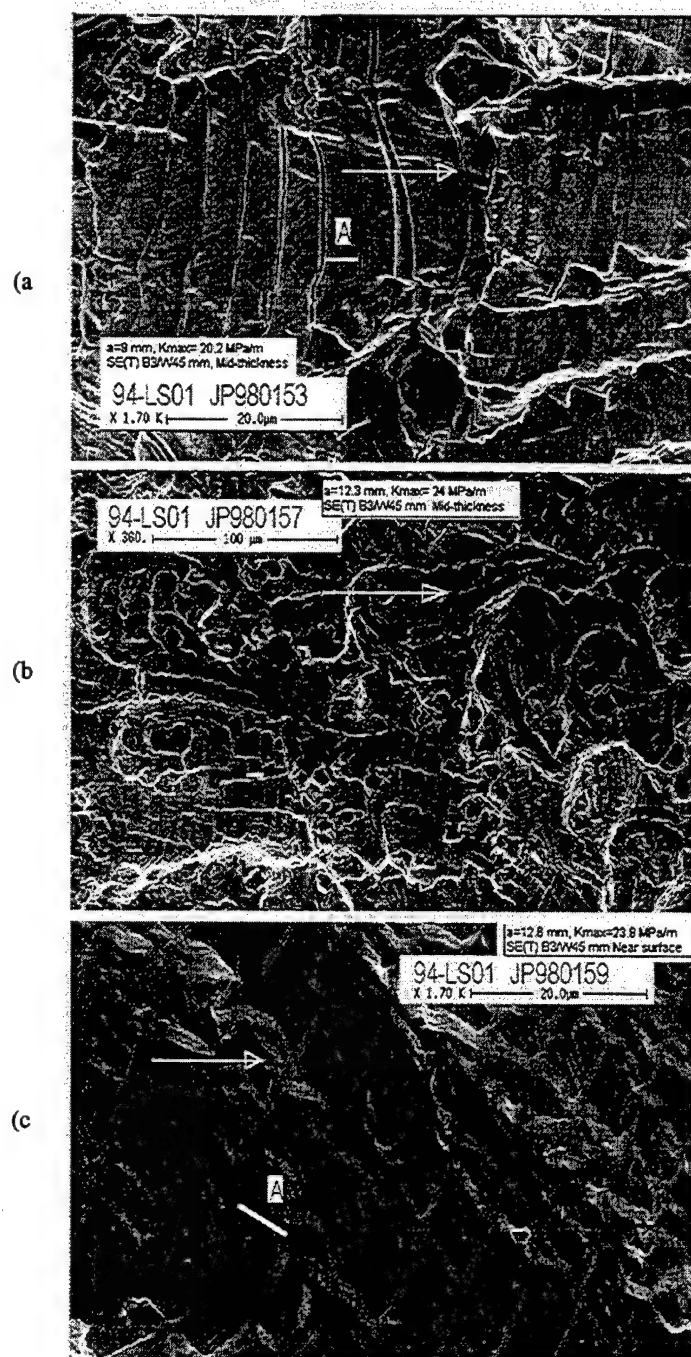 (a
A
a=8 mm, Kmax= 20.2 MPa/m
SE(T) B3/W45 mm, Mid-thickness
94-LS01 JP980153
X 1.70 K 20.0µm
(b
a=12.3 mm, Kmax= 24 MPa/m
SE(T) B3/W45 mm Mid-thickness
94-LS01 JP980157
X 360. 100 µm
(c
a=12.8 mm, Kmax=23.8 MPa/m
SE(T) B3/W45 mm Near surface
94-LS01 JP980159
X 1.70 K 20.0µm
A